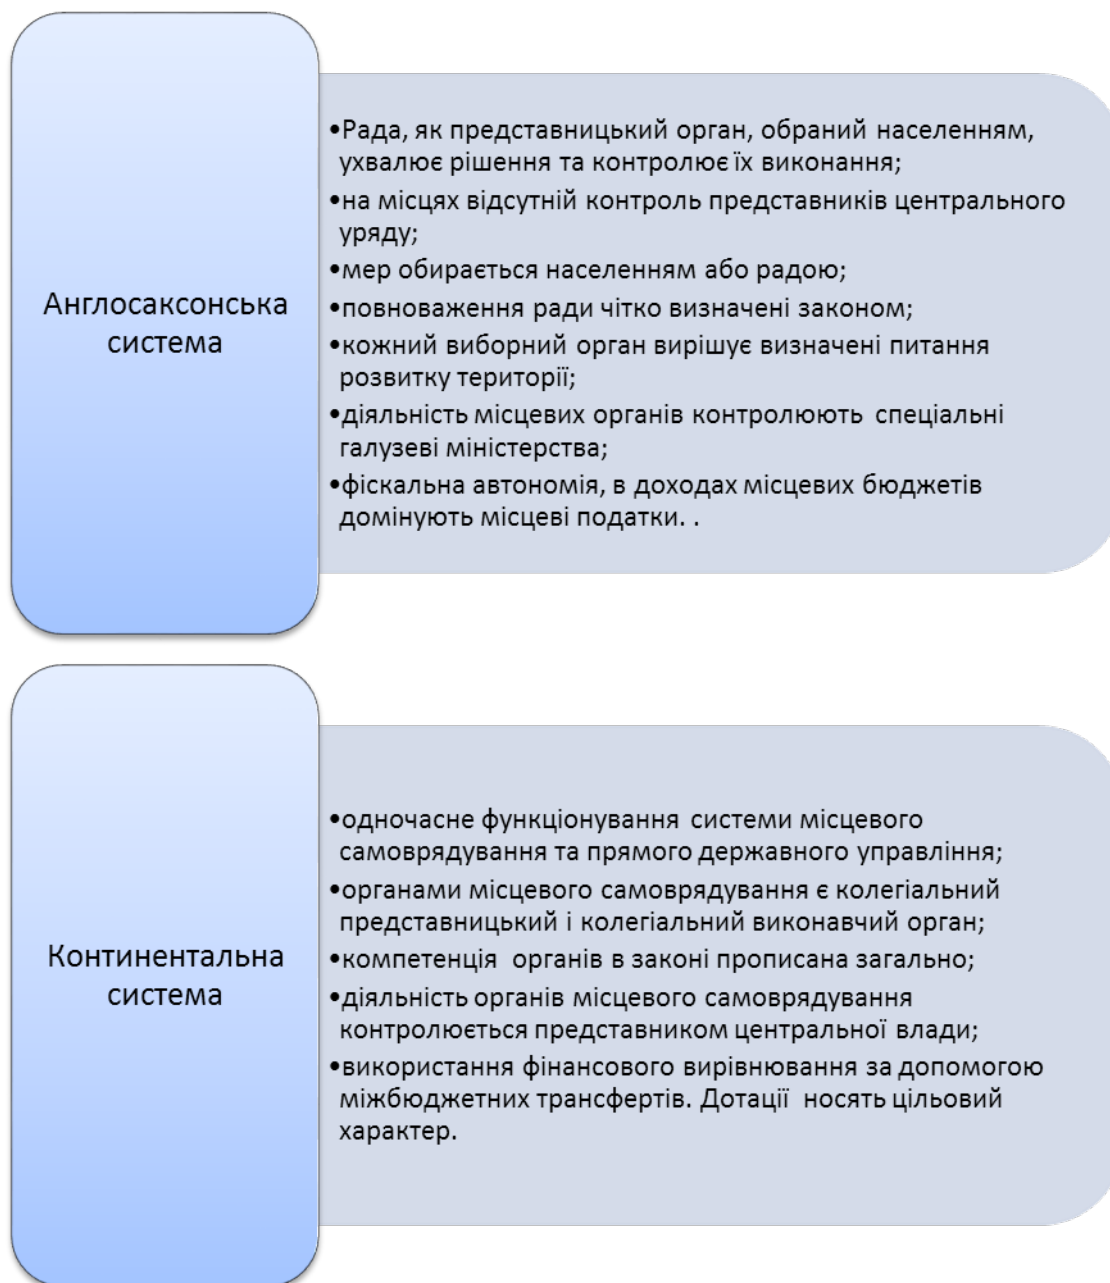 Англосаксонська
система
•Рада, як представницький орган, обраний населенням,
ухвалює рішення та контролює їх виконання;
•на місцях відсутній контроль представників центрального
уряду;
•мер обирається населенням або радою;
•повноваження ради чітко визначені законом;
•кожний виборний орган вирішує визначені питання
розвитку території;
•діяльність місцевих органів контролюють спеціальні
галузеві міністерства;
•фіскальна автономія, в доходах місцевих бюджетів
домінують місцеві податки. .
Континентальна
система
•одночасне функціонування системи місцевого
самоврядування та прямого державного управління;
•органами місцевого самоврядування є колегіальний
представницький і колегіальний виконавчий орган;
•компетенція органів в законі прописана загально;
•діяльність органів місцевого самоврядування
контролюється представником центральної влади;
•використання фінансового вирівнювання за допомогою
міжбюджетних трансфертів. Дотації носять цільовий
характер.